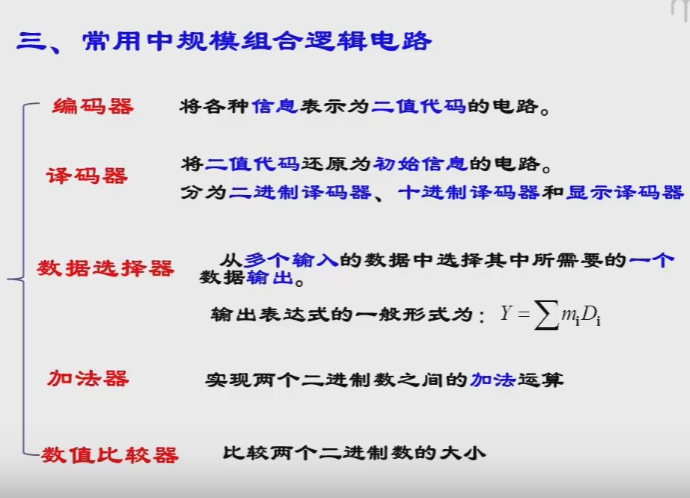 三、常用中规模组合逻辑电路
编码器 将各种信息表示为二值代码的电路。
译码器 将二值代码还原为初始信息的电路。
分为二进制译码器、十进制译码器和显示译码器
数据选择器 从多个输入的数据中选择其中所需要的一个
数据输出。
输出表达式的一般形式为：Y = ∑ mᵢDᵢ
加法器 实现两个二进制数之间的加法运算
数值比较器 比较两个二进制数的大小